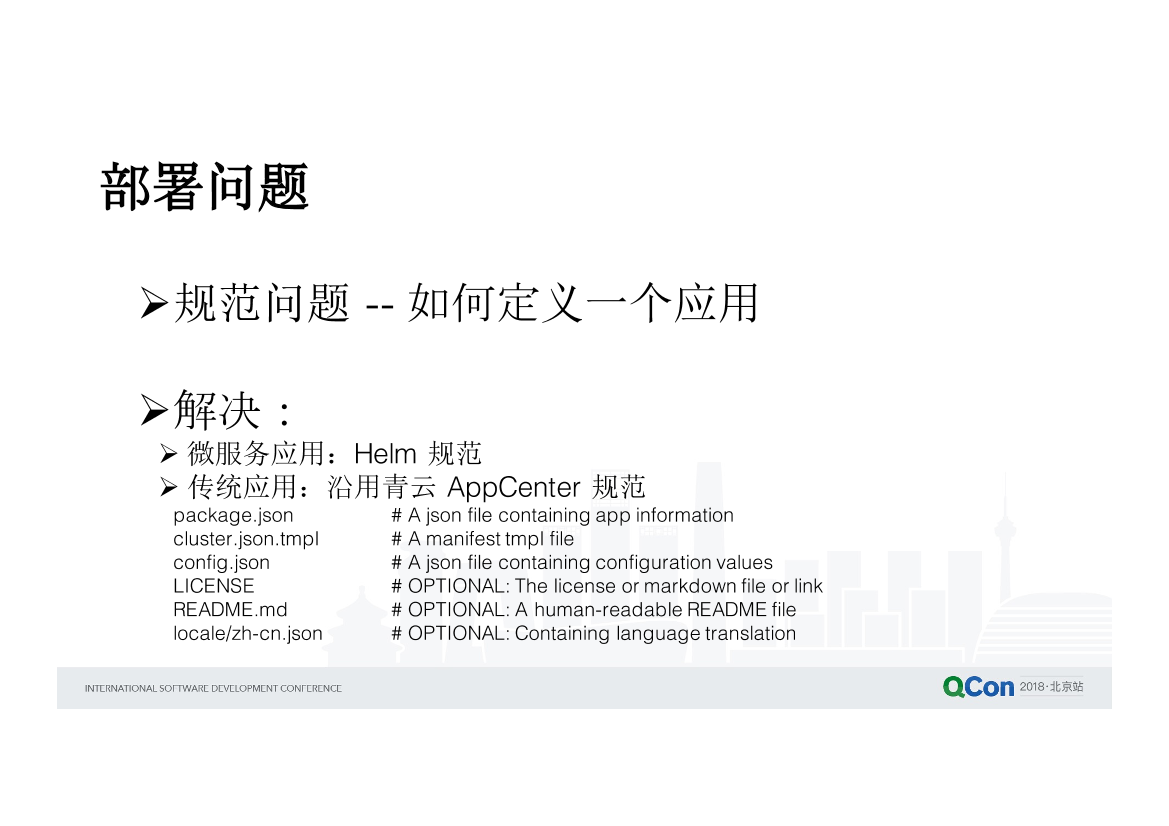 部署问题
➢规范问题 -- 如何定义一个应用
➢解决：
➢ 微服务应用：Helm 规范
➢ 传统应用：沿用青云 AppCenter 规范
package.json # A json file containing app information
cluster.json.tmpl # A manifest tmpl file
config.json # A json file containing configuration values
LICENSE # OPTIONAL: The license or markdown file or link
README.md # OPTIONAL: A human-readable README file
locale/zh-cn.json # OPTIONAL: Containing language translation
INTERNATIONAL SOFTWARE DEVELOPMENT CONFERENCE
QCon 2018·北京站